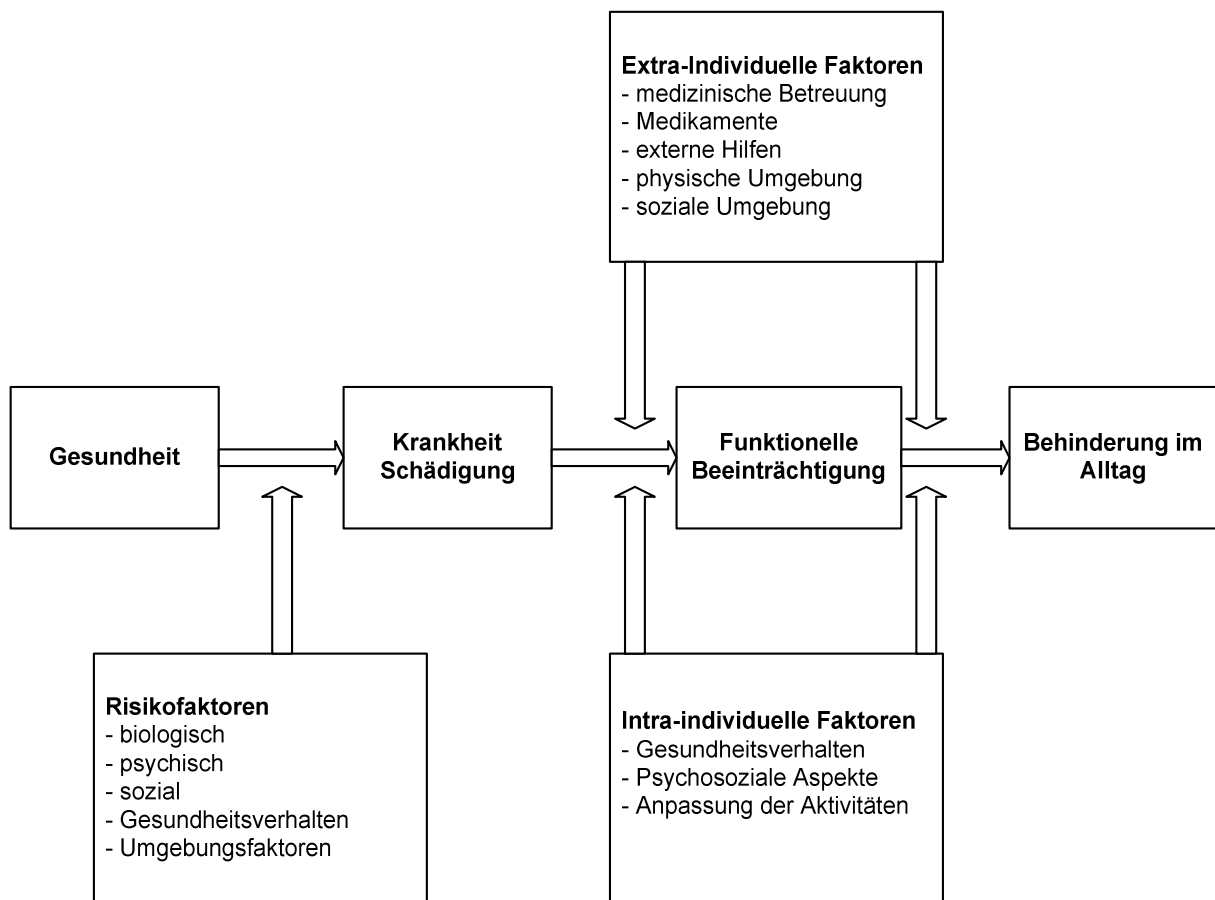 Extra-Individuelle Faktoren
- medizinische Betreuung
- Medikamente
- externe Hilfen
- physische Umgebung
- soziale Umgebung
Gesundheit
Krankheit
Schädigung
Funktionelle
Beeinträchtigung
Behinderung im
Alltag
Risikofaktoren
- biologisch
- psychisch
- sozial
- Gesundheitsverhalten
- Umgebungsfaktoren
Intra-individuelle Faktoren
- Gesundheitsverhalten
- Psychosoziale Aspekte
- Anpassung der Aktivitäten